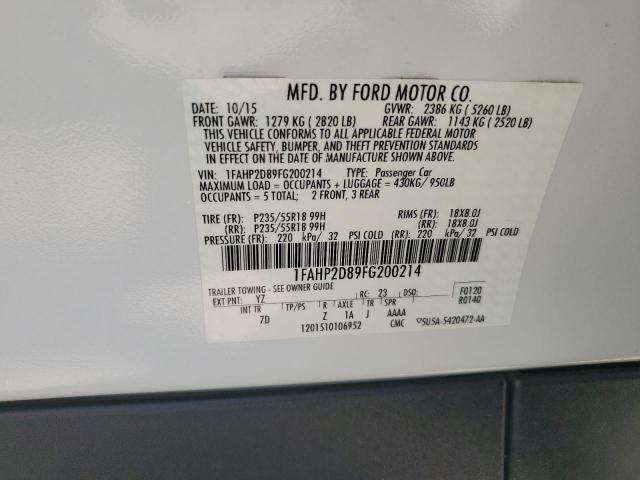 MFD. BY FORD MOTOR CO.
DATE: 10/15 GVWR: 2386 KG ( 5260 LB)
FRONT GAWR: 1279 KG ( 2820 LB) REAR GAWR: 1143 KG ( 2520 LB)
THIS VEHICLE CONFORMS TO ALL APPLICABLE FEDERAL MOTOR
VEHICLE SAFETY, BUMPER, AND THEFT PREVENTION STANDARDS
IN EFFECT ON THE DATE OF MANUFACTURE SHOWN ABOVE.
VIN: 1FAHP2D89FG200214 TYPE: Passenger Car
MAXIMUM LOAD = OCCUPANTS + LUGGAGE = 430KG/ 950LB
OCCUPANTS = 5 TOTAL; 2 FRONT, 3 REAR
TIRE (FR): P235/55R18 99H RIMS (FR): 18X8.0J
(RR): P235/55R18 99H (RR): 18X8.0J
PRESSURE (FR): 220 kPa/ 32 PSI COLD (RR): 220 kPa/ 32 PSI COLD
1FAHP2D89FG200214
TRAILER TOWING - SEE OWNER GUIDE
EXT PNT: YZ RC: 23 DSO: F0120
R0140
INT TR TP/PS R AXLE TR SPR
7D Z 1A J AAAA
1201510106952 CMC 5U5A-5420472-AA